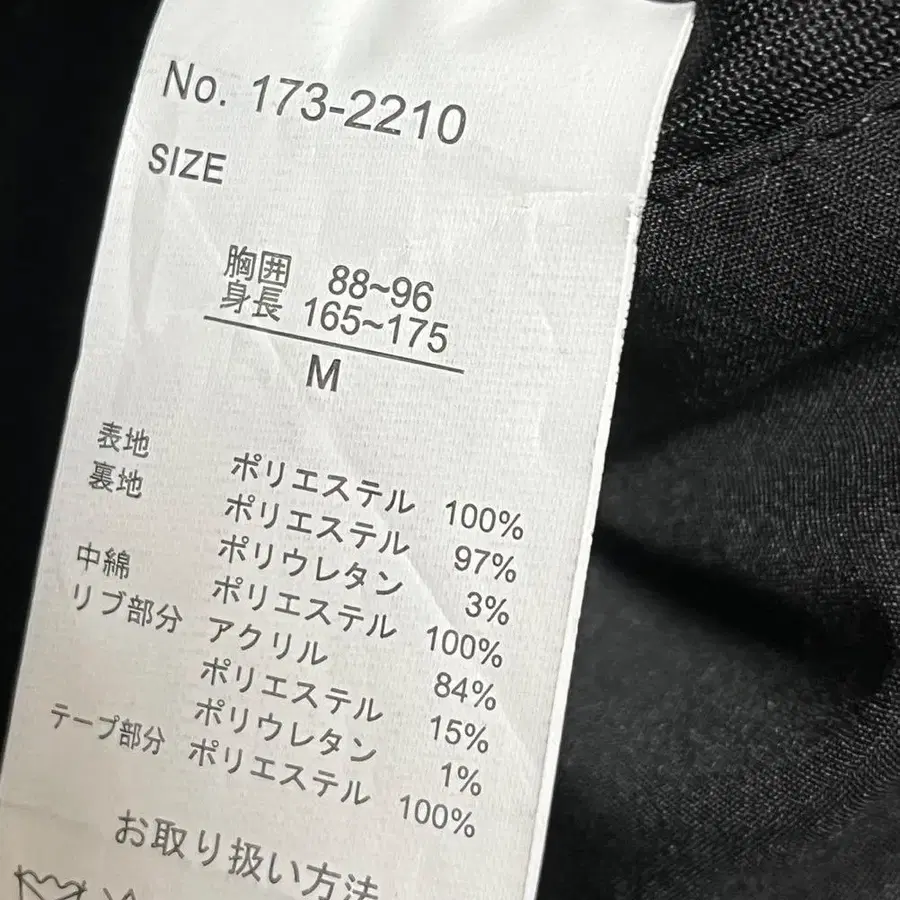 No. 173-2210
SIZE
胸囲 88~96
身長 165~175
M
表地 ポリエステル 100%
裏地 ポリエステル 97%
ポリウレタン 3%
中綿 ポリエステル 100%
リブ部分 アクリル 84%
ポリエステル 15%
ポリウレタン 1%
テープ部分 ポリエステル 100%
お取り扱い方法